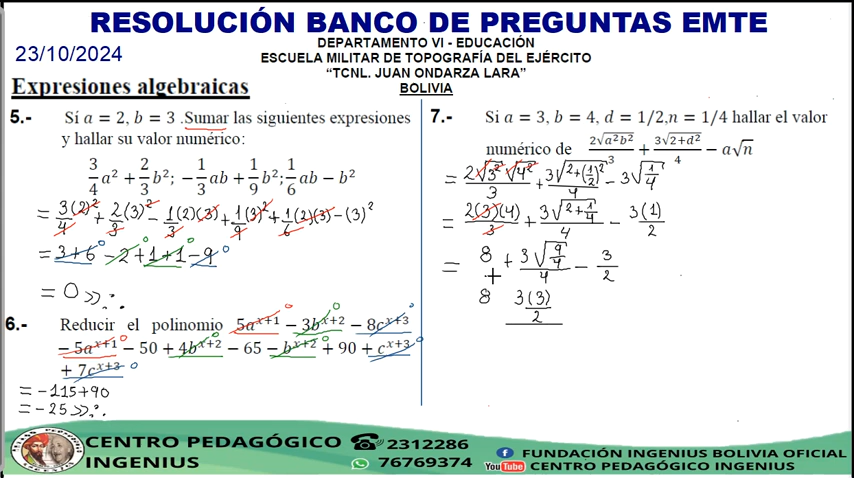 RESOLUCIÓN BANCO DE PREGUNTAS EMTE
23/10/2024
DEPARTAMENTO VI - EDUCACIÓN
ESCUELA MILITAR DE TOPOGRAFÍA DEL EJÉRCITO
“TCNL. JUAN ONDARZA LARA”
BOLIVIA
Expresiones algebraicas
5.- Sí a = 2, b = 3 .Sumar las siguientes expresiones
y hallar su valor numérico:
3/4 a² + 2/3 b²; − 1/3 ab + 1/9 b²; 1/6 ab − b²
= 3(2)²/4 + 2/3 (3)² − 1(2)(3)/3 + 1/9 (3)² + 1(2)(3)/6 − (3)²
= 3+6 −2+1+1−9
= 0 >> ∴
6.- Reducir el polinomio 5a^(x+1) − 3b^(x+2) − 8c^(x+3)
− 5a^(x+1) − 50 + 4b^(x+2) − 65 − b^(x+2) + 90 + c^(x+3)
+ 7c^(x+3)
= −115+90
= −25 >> ∴
7.- Si a = 3, b = 4, d = 1/2,n = 1/4 hallar el valor
numérico de 2√(a²b²)/3 + 3√(2+d²)/4 − a√n
= 2√3² √4²/3 + 3√(2+(1/2)²)/4 − 3√(1/4)
= 2(3)(4)/3 + 3√(2+1/4)/4 − 3(1)/2
= 8 + 3√(9/4)/4 − 3/2
+
8 3(3)/2
CENTRO PEDAGÓGICO
INGENIUS
2312286
76769374
FUNDACIÓN INGENIUS BOLIVIA OFICIAL
You Tube CENTRO PEDAGÓGICO INGENIUS